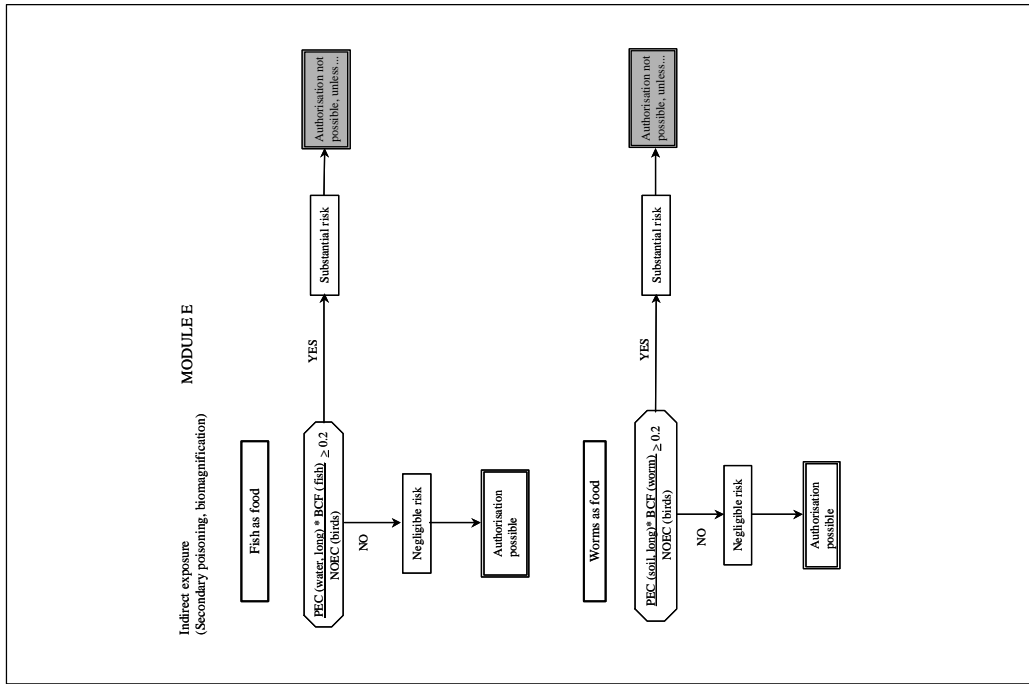 Indirect exposure
(Secondary poisoning, biomagnification)
MODULE E
Fish as food
PEC (water, long) * BCF ( fish) ≥ 0.2
NOEC (birds)
YES
Substantial risk
Authorisation not
possible, unless...
NO
Negligible risk
Authorisation
possible
Worms as food
PEC (soil, long)* BCF (worm) ≥ 0.2
NOEC (birds)
YES
Substantial risk
Authorisation not
possible, unless...
NO
Negligible risk
Authorisation
possible